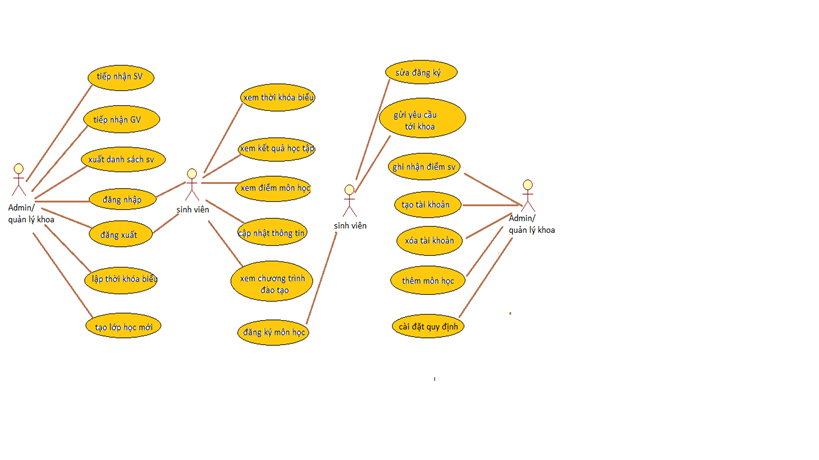 tiếp nhận SV
tiếp nhận GV
xuất danh sách sv
đăng nhập
đăng xuất
lập thời khóa biểu
tạo lớp học mới
Admin/
quản lý khoa
xem thời khóa biểu
xem kết quả học tập
xem điểm môn học
cập nhật thông tin
xem chương trình
đào tạo
đăng ký môn học
sinh viên
sửa đăng ký
gửi yêu cầu
tới khoa
sinh viên
ghi nhận điểm sv
tạo tài khoản
xóa tài khoản
thêm môn học
cài đặt quy định
Admin/
quản lý khoa